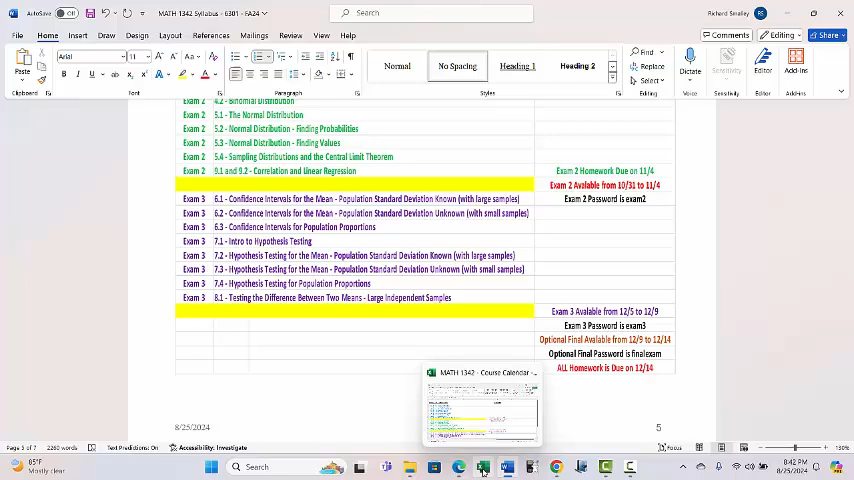 AutoSave Off MATH 1342 Syllabus - 6301 - FA24 Search Richard Smalley RS
File Home Insert Draw Design Layout References Mailings Review View Help Comments Editing Share
Paste Arial 11 A A Aa Normal No Spacing Heading 1 Heading 2 Find Replace Select Dictate Sensitivity Editor Add-ins
Clipboard Font Paragraph Styles Editing Voice Sensitivity Editor Add-ins
Exam 2 4.2 - Binomial Distribution
Exam 2 5.1 - The Normal Distribution
Exam 2 5.2 - Normal Distribution - Finding Probabilities
Exam 2 5.3 - Normal Distribution - Finding Values
Exam 2 5.4 - Sampling Distributions and the Central Limit Theorem
Exam 2 9.1 and 9.2 - Correlation and Linear Regression Exam 2 Homework Due on 11/4
Exam 2 Avalable from 10/31 to 11/4
Exam 3 6.1 - Confidence Intervals for the Mean - Population Standard Deviation Known (with large samples) Exam 2 Password is exam2
Exam 3 6.2 - Confidence Intervals for the Mean - Population Standard Deviation Unknown (with small samples)
Exam 3 6.3 - Confidence Intervals for Population Proportions
Exam 3 7.1 - Intro to Hypothesis Testing
Exam 3 7.2 - Hypothesis Testing for the Mean - Population Standard Deviation Known (with large samples)
Exam 3 7.3 - Hypothesis Testing for the Mean - Population Standard Deviation Unknown (with small samples)
Exam 3 7.4 - Hypothesis Testing for Population Proportions
Exam 3 8.1 - Testing the Difference Between Two Means - Large Independent Samples
Exam 3 Avalable from 12/5 to 12/9
Exam 3 Password is exam3
Optional Final Avalable from 12/9 to 12/14
Optional Final Password is finalexam
ALL Homework is Due on 12/14
MATH 1342 - Course Calendar -...
8/25/2024 5
Page 5 of 7 2260 words Text Predictions: On Accessibility: Investigate Focus 130%
85°F
Mostly clear
Search
8:42 PM
8/25/2024